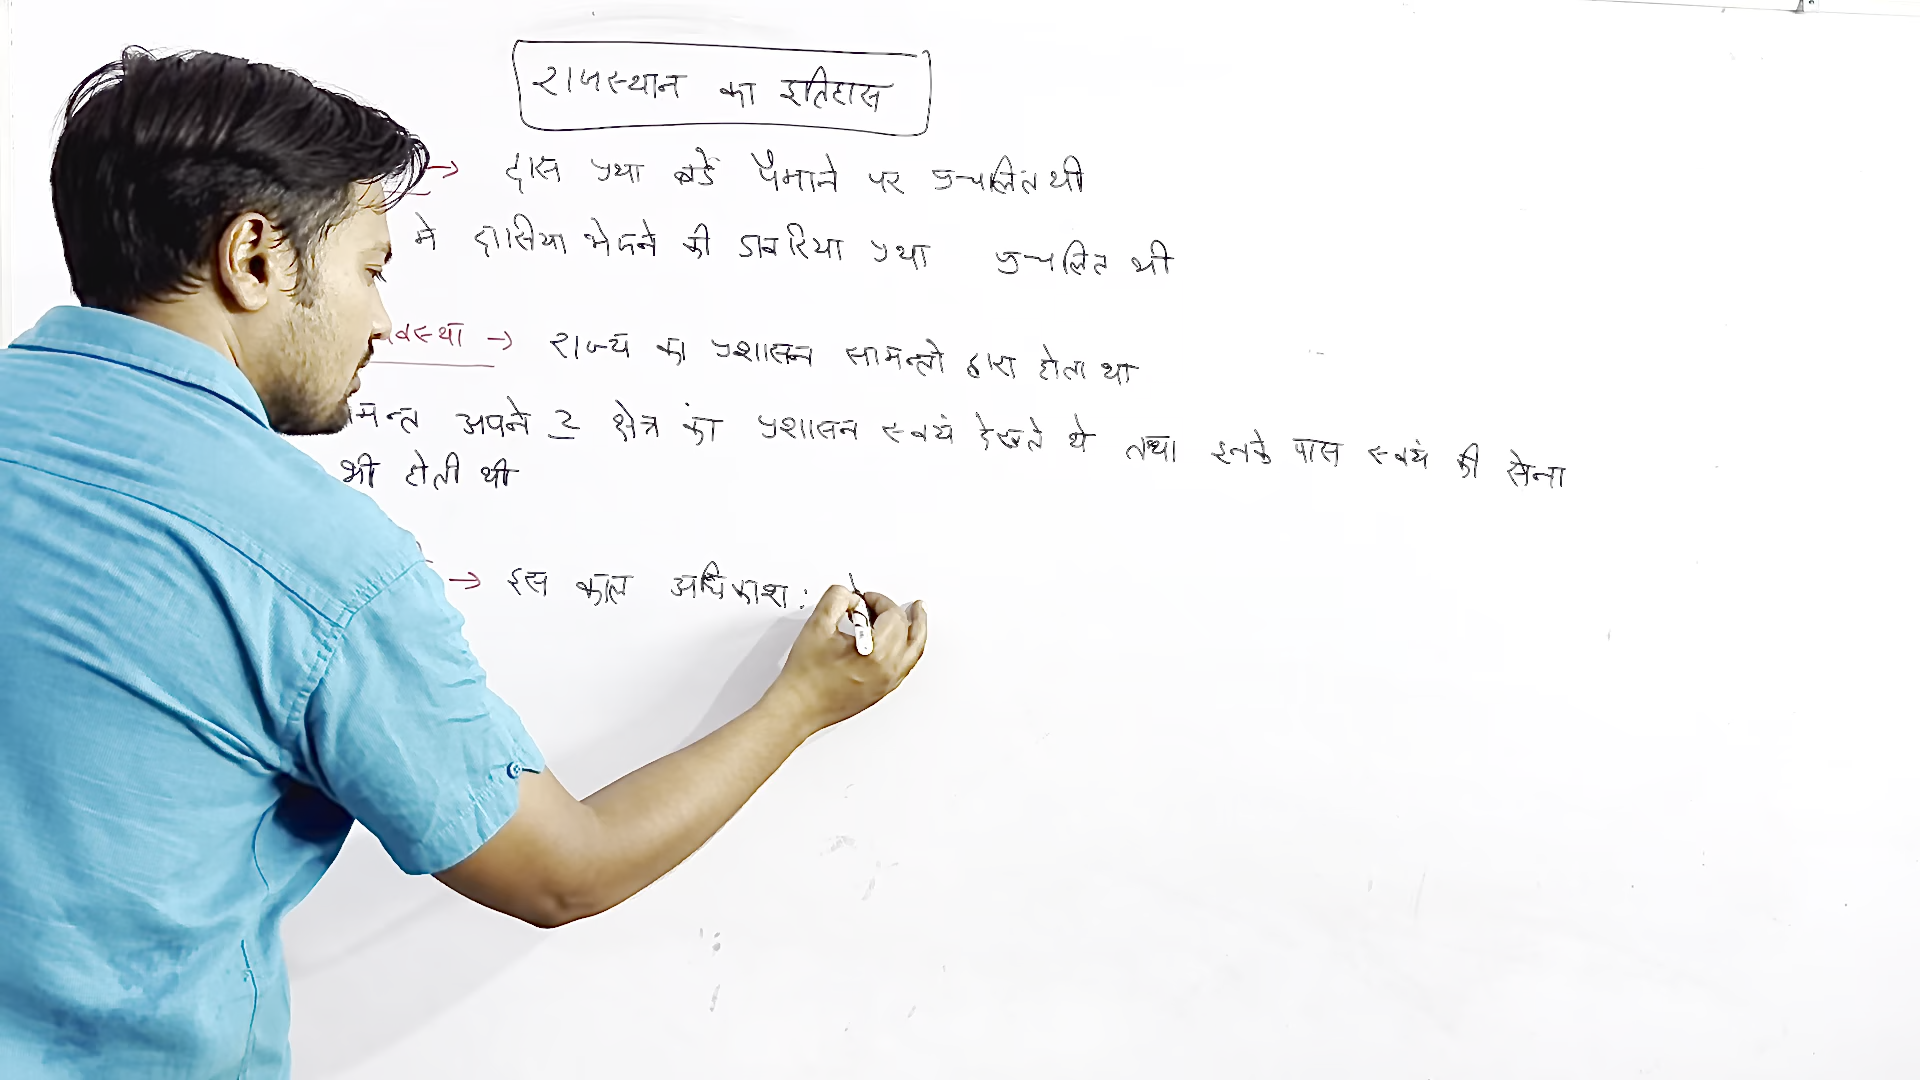 राजस्थान का इतिहास
→ दास प्रथा बडें पैमाने पर प्रचलित थी
मे दासिया भेजने की डावरिया प्रथा प्रचलित थी
वस्था → राज्य का प्रशासन सामन्तो द्वारा होता था
मन्त अपने 2 क्षेत्र का प्रशासन स्वयं देखते थे तथा इनके पास स्वयं की सेना
भी होती थी
→ इस काल अधिकाश: